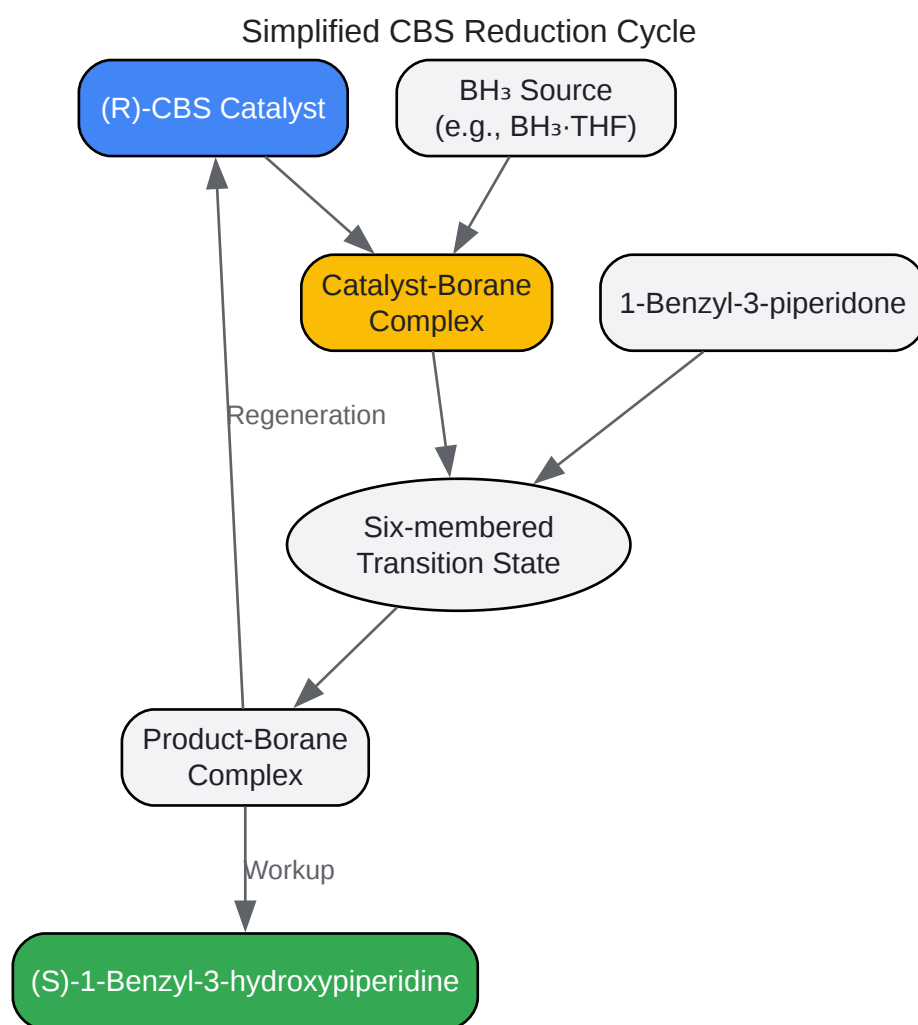 Simplified CBS Reduction Cycle
(R)-CBS Catalyst
BH₃ Source
(e.g., BH₃·THF)
Catalyst-Borane
Complex
1-Benzyl-3-piperidone
Regeneration
Six-membered
Transition State
Product-Borane
Complex
Workup
(S)-1-Benzyl-3-hydroxypiperidine